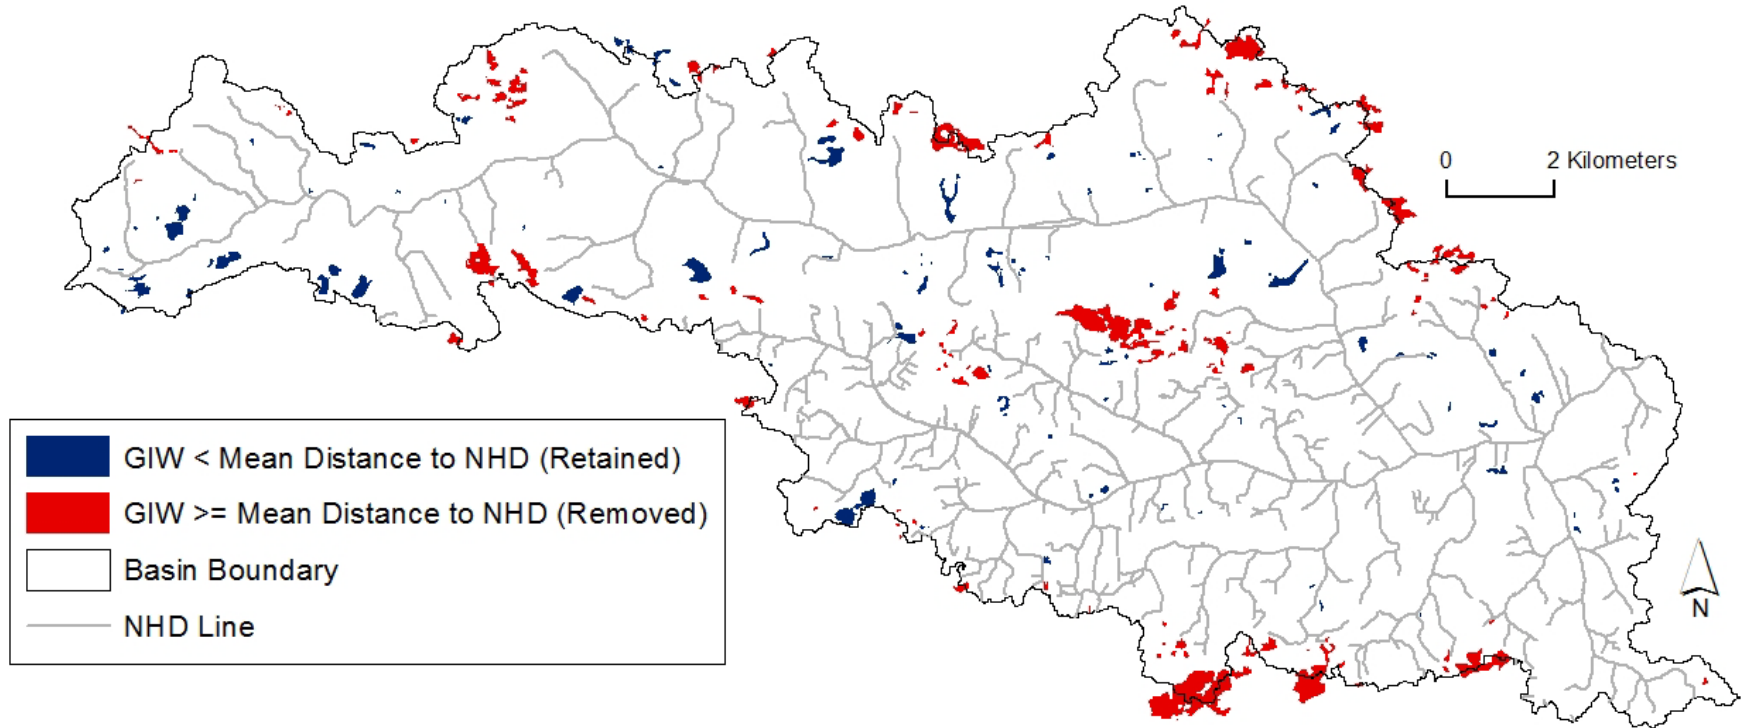 0 2 Kilometers
GIW < Mean Distance to NHD (Retained)
GIW >= Mean Distance to NHD (Removed)
Basin Boundary
NHD Line
N